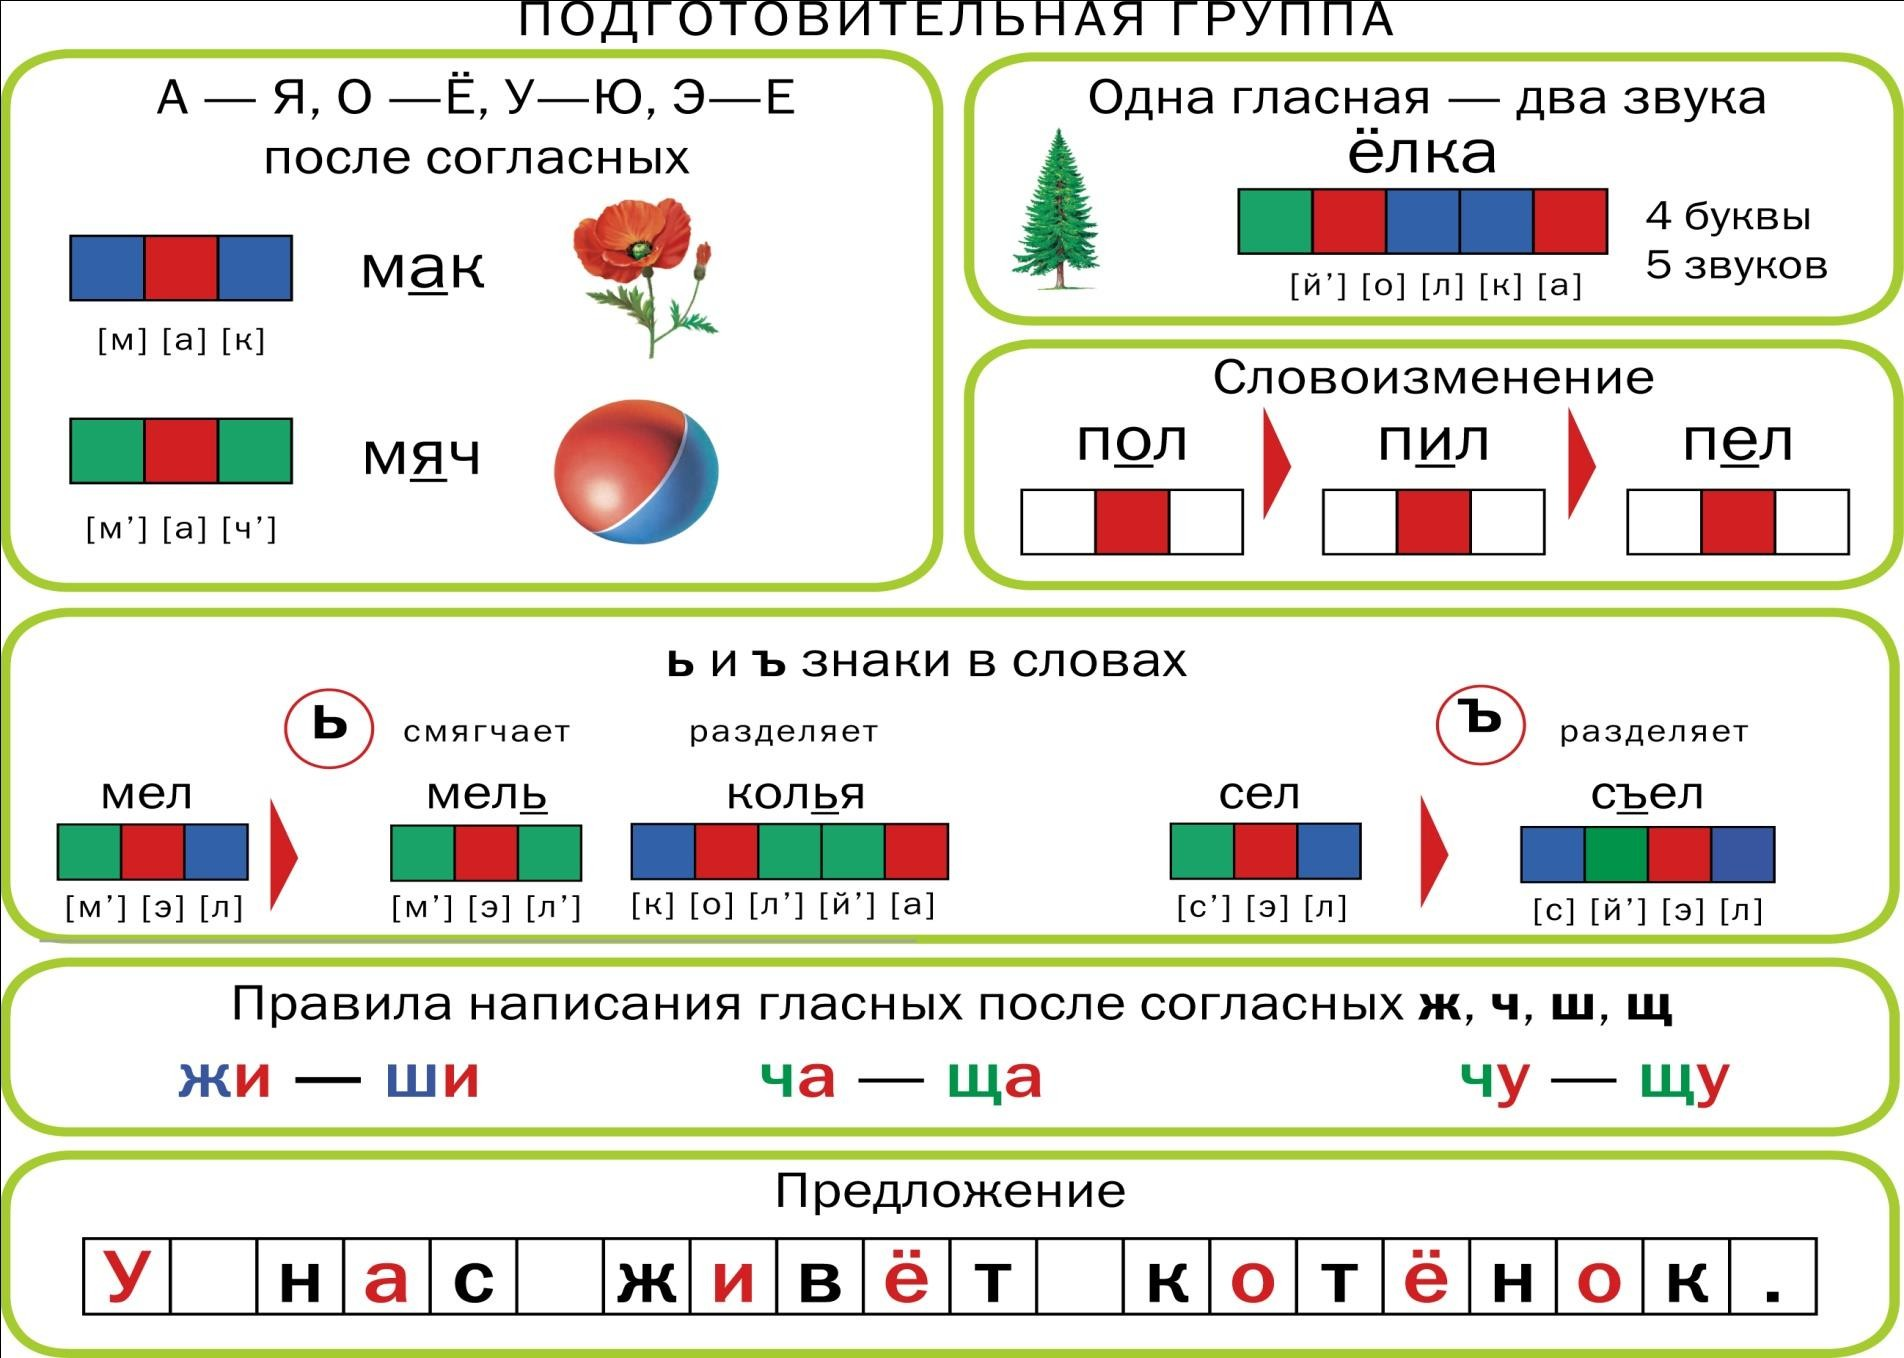 ПОДГОТОВИТЕЛЬНАЯ ГРУППА
А — Я, О —Ё, У—Ю, Э—Е
после согласных
мак
[м] [а] [к]
мяч
[м’] [а] [ч’]
Одна гласная — два звука
ёлка
4 буквы
5 звуков
[й’] [о] [л] [к] [а]
Словоизменение
пол пил пел
ь и ъ знаки в словах
ь смягчает разделяет ъ разделяет
мел мель колья сел съел
[м’] [э] [л] [м’] [э] [л’] [к] [о] [л’] [й’] [а] [с’] [э] [л] [с] [й’] [э] [л]
Правила написания гласных после согласных ж, ч, ш, щ
жи — ши ча — ща чу — щу
Предложение
У нас живёт котёнок.